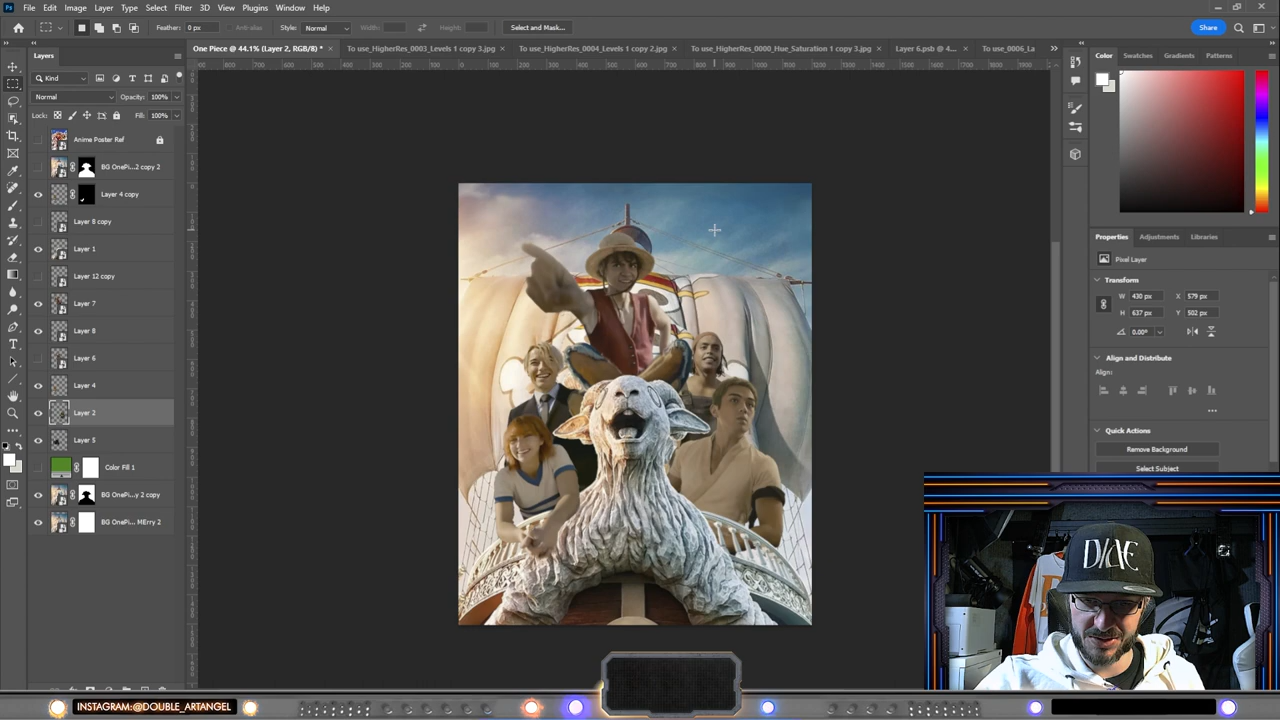 Ps File Edit Image Layer Type Select Filter 3D View Plugins Window Help
Feather: 0 px Anti-alias Style: Normal Width: Height: Select and Mask... Share
One Piece @ 44.1% (Layer 2, RGB/8) * × To use_HigherRes_0003_Levels 1 copy 3.jpg × To use_HigherRes_0004_Levels 1 copy 2.jpg × To use_HigherRes_0000_Hue_Saturation 1 copy 3.jpg × Layer 6.psb @ 4... × To use_0006_La
Layers
Kind
Normal Opacity: 100%
Lock: Fill: 100%
Anime Poster Ref
BG OnePi...2 copy 2
Layer 4 copy
Layer 8 copy
Layer 1
Layer 12 copy
Layer 7
Layer 8
Layer 6
Layer 4
Layer 2
Layer 5
Color Fill 1
BG OnePi...y 2 copy
BG OnePi... MErry 2
Color Swatches Gradients Patterns
Properties Adjustments Libraries
Pixel Layer
Transform
W 430 px X 579 px
H 637 px Y 502 px
0.00°
Align and Distribute
Align:
Quick Actions
Remove Background
Select Subject
INSTAGRAM:@DOUBLE_ARTANGEL